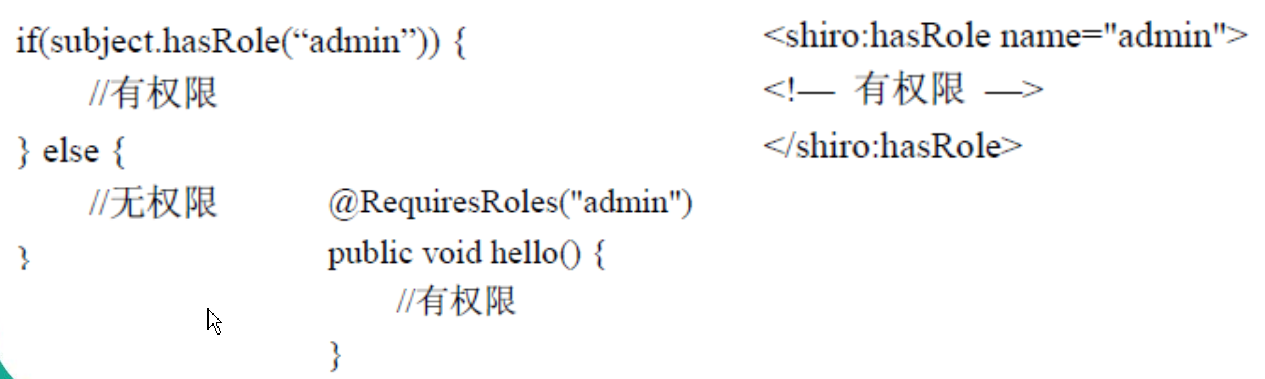 if(subject.hasRole(“admin”)) {
//有权限
} else {
//无权限
}
@RequiresRoles("admin")
public void hello() {
//有权限
}
<shiro:hasRole name="admin">
<!— 有权限 —>
</shiro:hasRole>